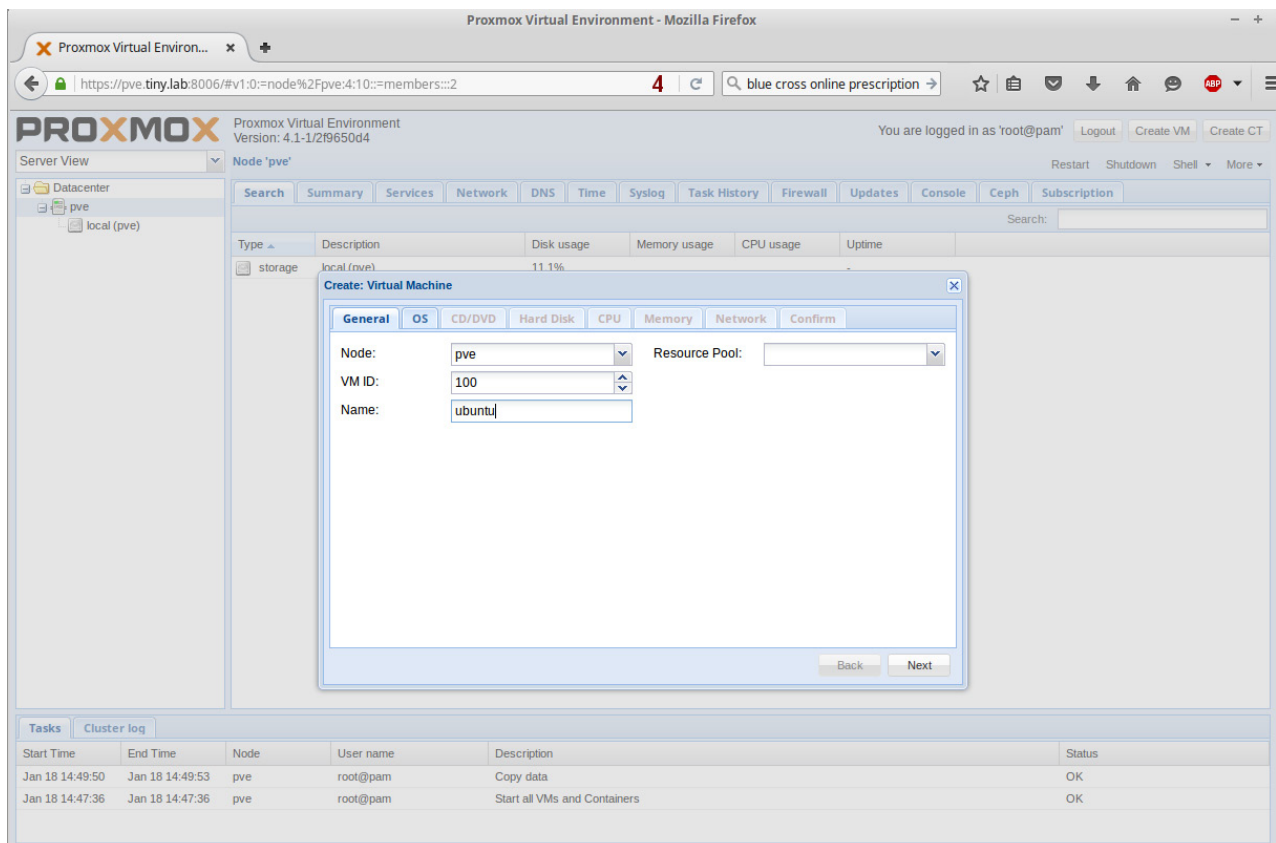 Proxmox Virtual Environment - Mozilla Firefox
Proxmox Virtual Environ...
https://pve.tiny.lab:8006/#v1:0:=node%2Fpve:4:10::=members:::2 4 blue cross online prescription ABP
PROXMOX Proxmox Virtual Environment
Version: 4.1-1/2f9650d4
You are logged in as 'root@pam' Logout Create VM Create CT
Server View Node 'pve' Restart Shutdown Shell More
Datacenter
pve
local (pve)
Search Summary Services Network DNS Time Syslog Task History Firewall Updates Console Ceph Subscription
Search:
Type Description Disk usage Memory usage CPU usage Uptime
storage local (pve) 11.1% -
Create: Virtual Machine
General OS CD/DVD Hard Disk CPU Memory Network Confirm
Node: pve Resource Pool:
VM ID: 100
Name: ubuntu
Back Next
Tasks Cluster log
Start Time End Time Node User name Description Status
Jan 18 14:49:50 Jan 18 14:49:53 pve root@pam Copy data OK
Jan 18 14:47:36 Jan 18 14:47:36 pve root@pam Start all VMs and Containers OK